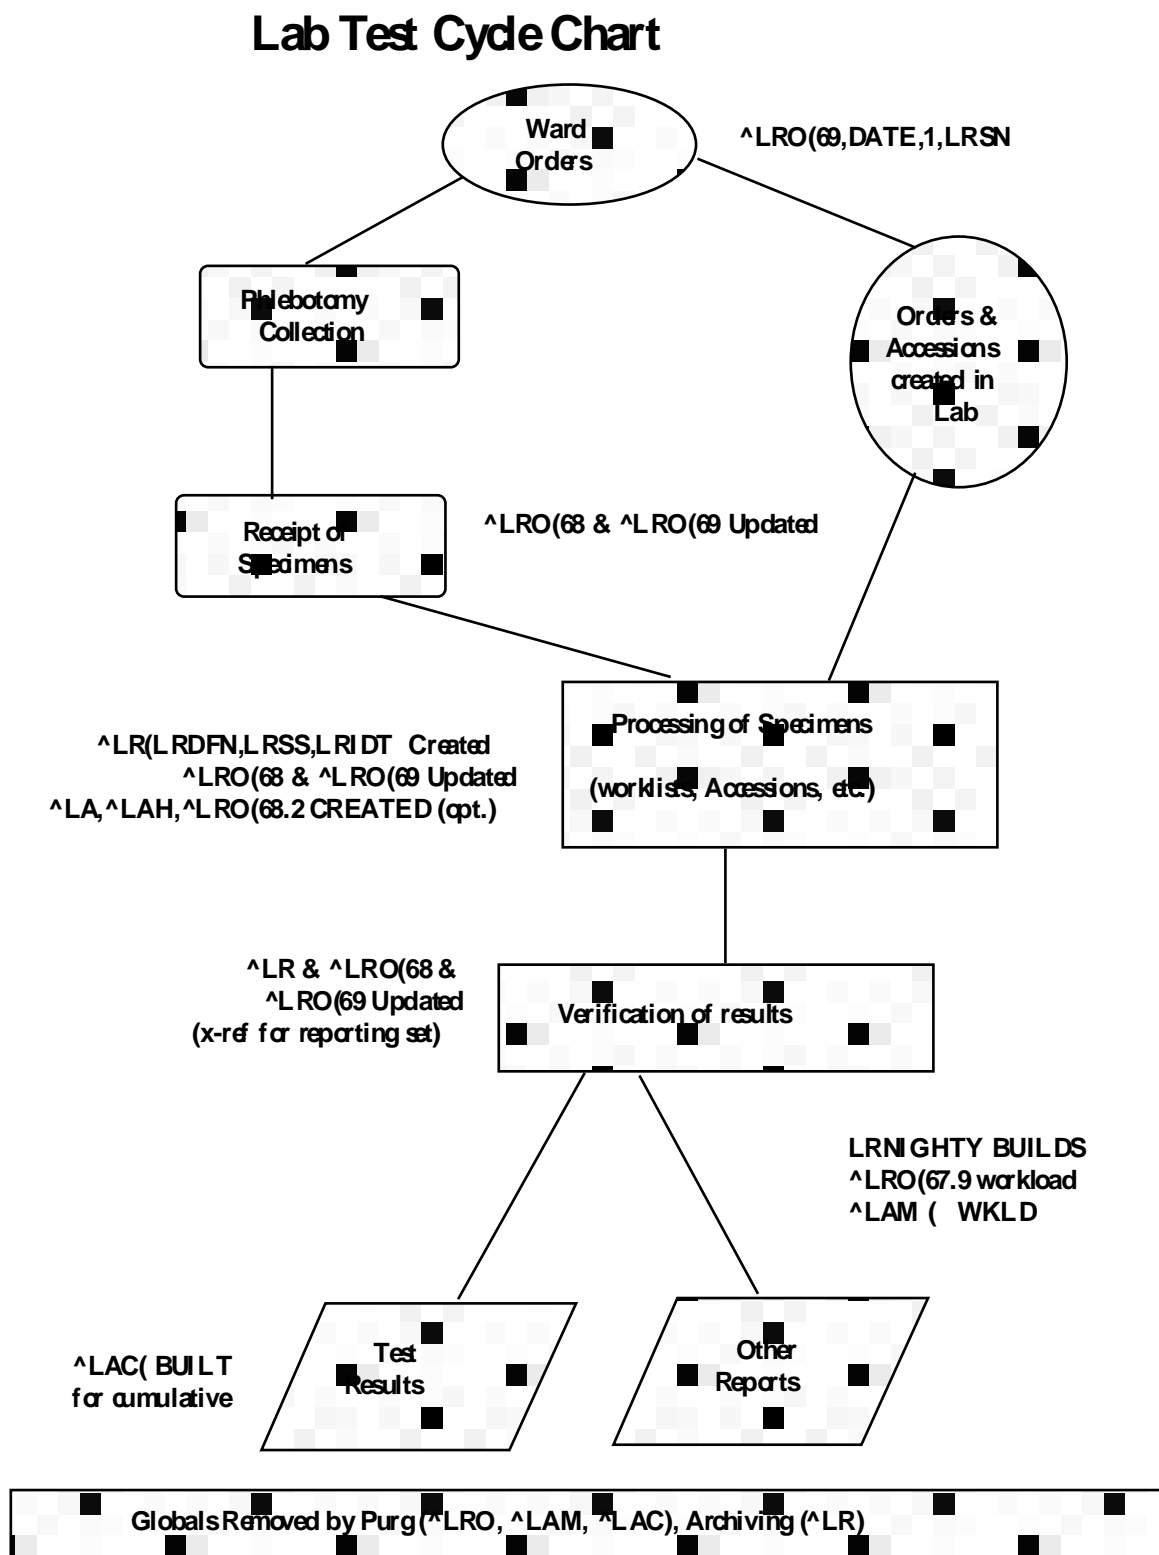 Lab Test Cycle Chart
Ward
Orders
^LRO(69,DATE,1,LRSN
Phlebotomy
Collection
Orders &
Accessions
created in
Lab
Receipt of
Specimens
^LRO(68 & ^LRO(69 Updated
Processing of Specimens
(worklists, Accessions, etc.)
^LR(LRDFN,LRSS,LRIDT Created
^LRO(68 & ^LRO(69 Updated
^LA,^LAH,^LRO(68.2 CREATED (opt.)
^LR & ^LRO(68 &
^LRO(69 Updated
(x-ref for reporting set)
Verification of results
LRNIGHTY BUILDS
^LRO(67.9 workload
^LAM ( WKLD
Test
Results
Other
Reports
^LAC( BUILT
for cumulative
Globals Removed by Purg (^LRO, ^LAM, ^LAC), Archiving (^LR)